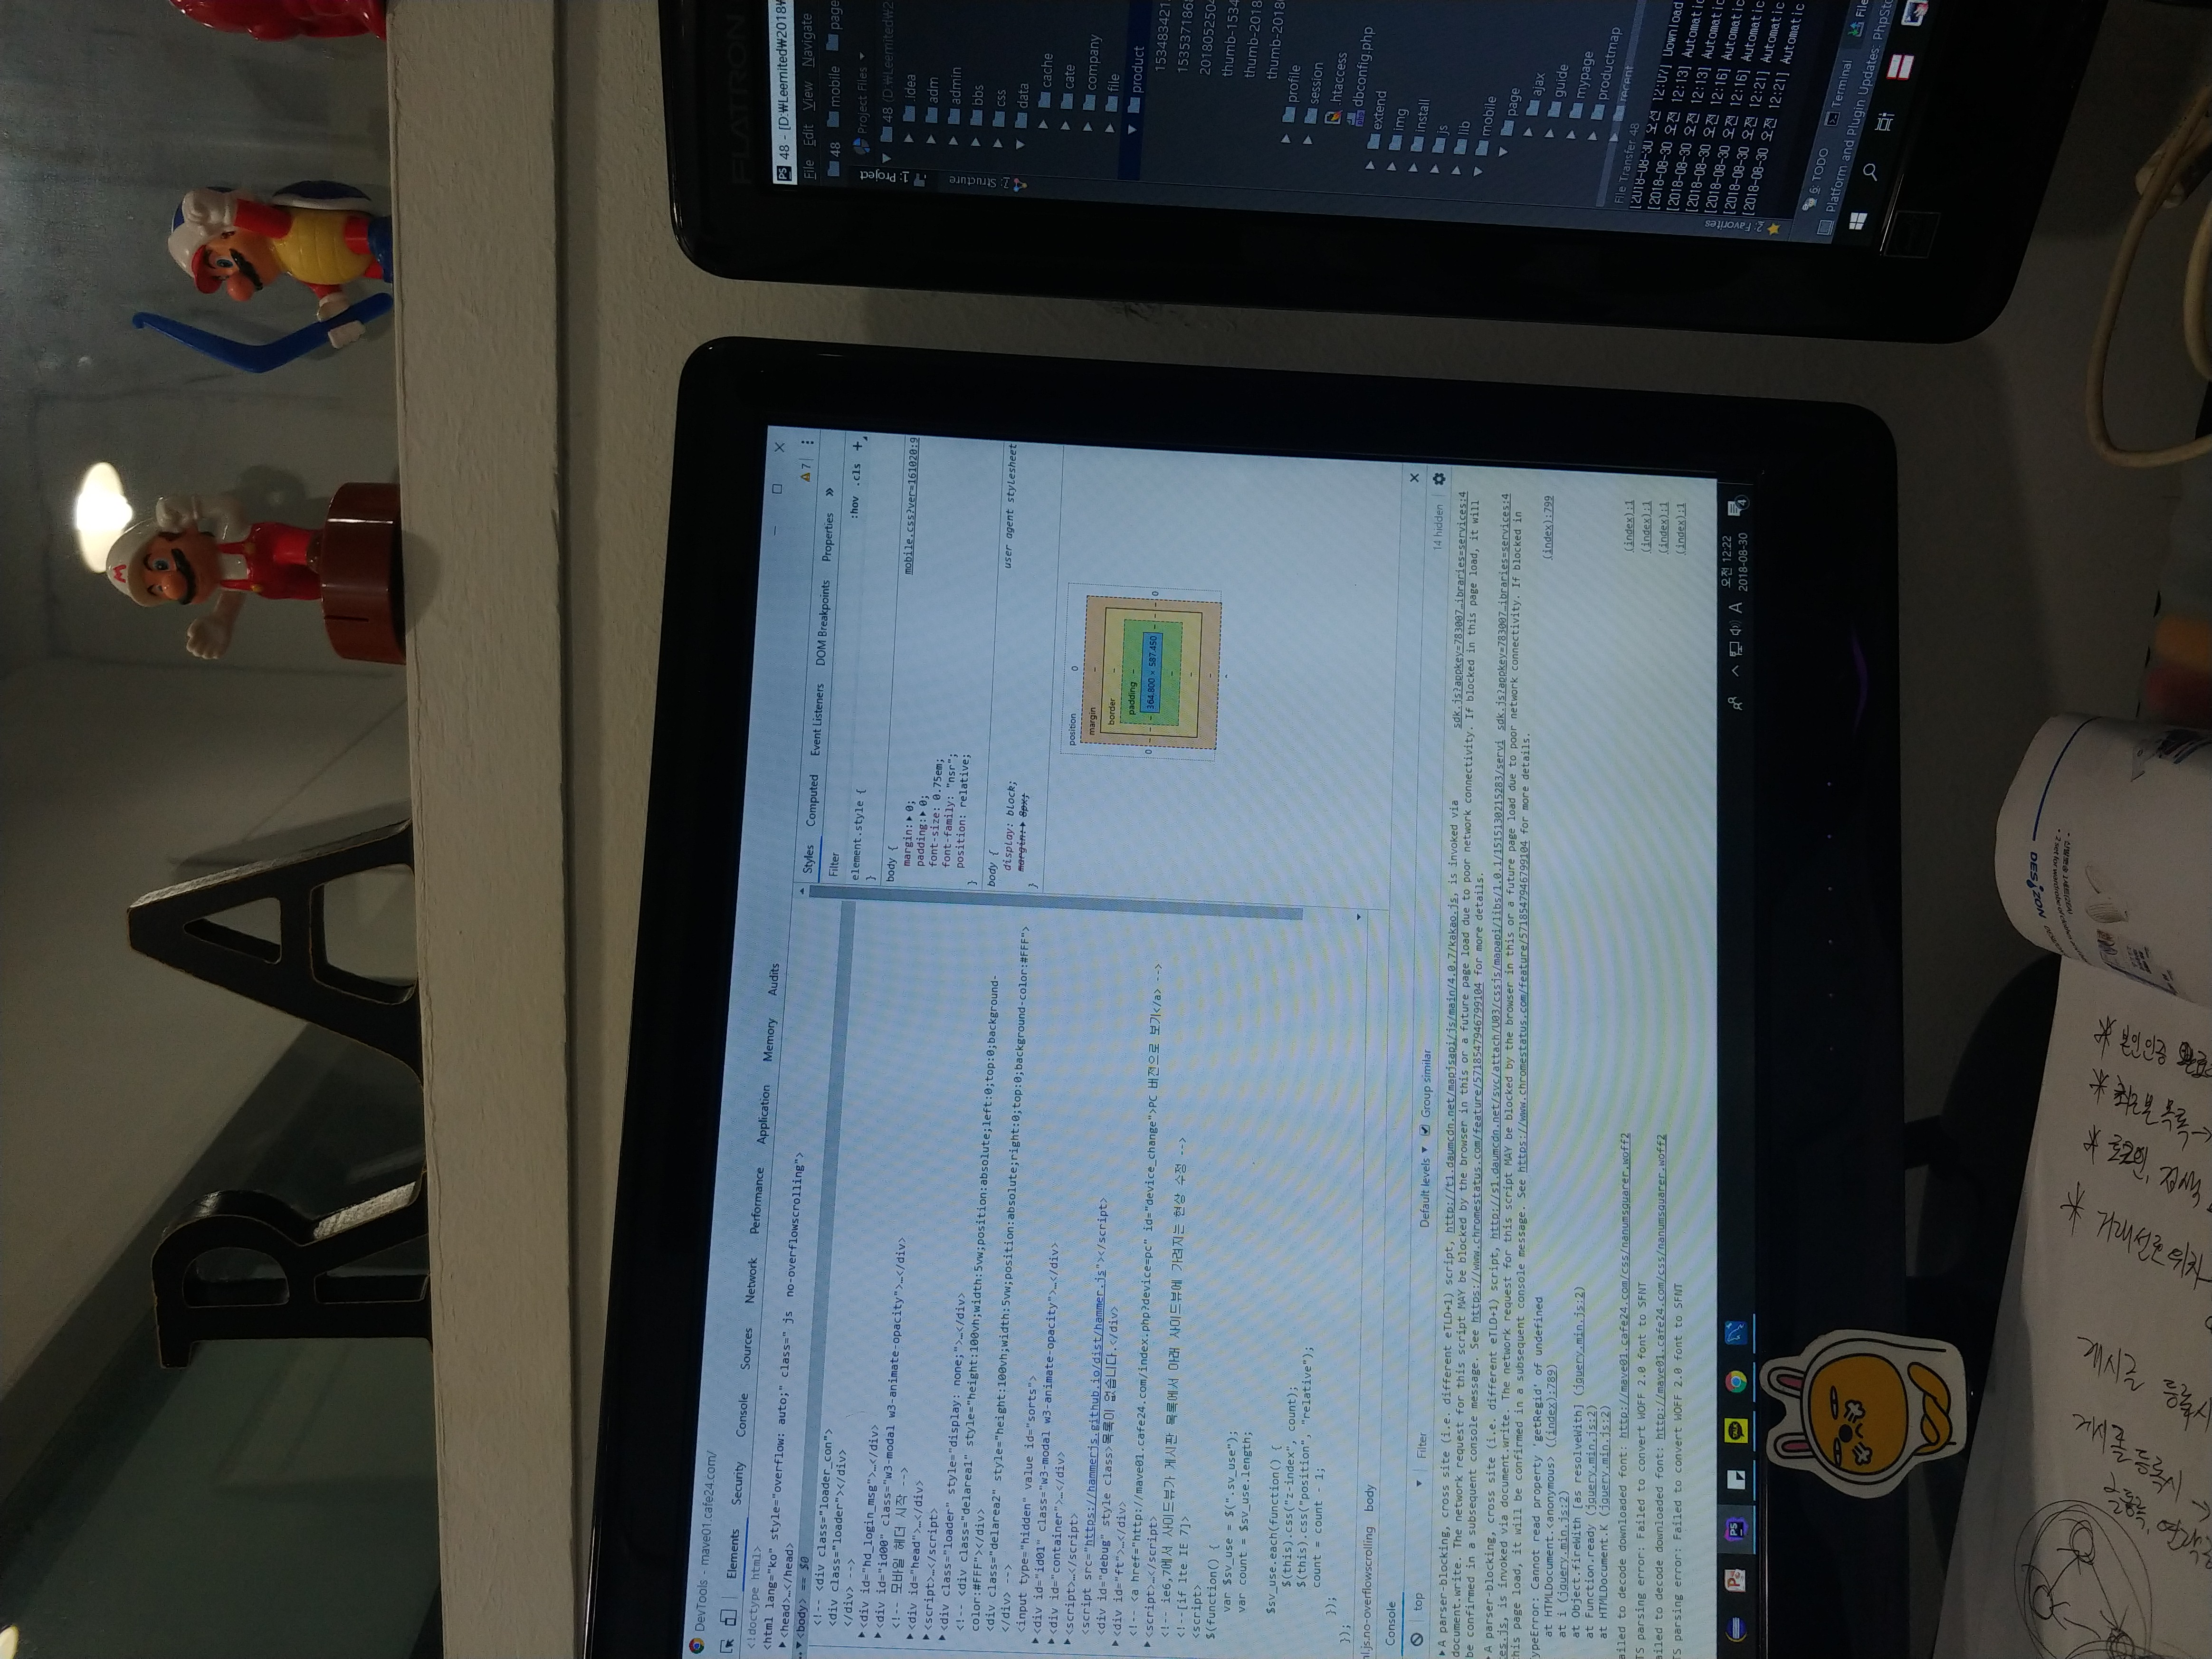 R A
M
DevTools - mave01.cafe24.com/
Elements Security Console Sources Network Performance Application Memory Audits
<!doctype html>
<html lang="ko" style="overflow: auto;" class=" js  no-overflowscrolling">
<head>…</head>
<body> == $0
<!-- <div class="loader_con">
<div class="loader"></div>
</div> -->
<div id="hd_login_msg">…</div>
<div id="id00" class="w3-modal w3-animate-opacity">…</div>
<!-- 모바일 헤더 시작 -->
<div id="head">…</div>
<script>…</script>
<div class="loader" style="display: none;">…</div>
<!-- <div class="delarea1" style="height:100vh;width:5vw;position:absolute;left:0;top:0;background-
color:#FFF"></div>
<div class="delarea2" style="height:100vh;width:5vw;position:absolute;right:0;top:0;background-color:#FFF">
</div> -->
<input type="hidden" value id="sorts">
<div id="id01" class="w3-modal w3-animate-opacity">…</div>
<div id="container">…</div>
<script>…</script>
<script src="https://hammerjs.github.io/dist/hammer.js"></script>
<div id="debug" style class>목록이 없습니다.</div>
<div id="ft">…</div>
<!-- <a href="http://mave01.cafe24.com/index.php?device=pc" id="device_change">PC 버전으로 보기</a> -->
<script>…</script>
<!-- ie6,7에서 사이드뷰가 게시판 목록에서 아래 사이드뷰에 가려지는 현상 수정 -->
<!--[if lte IE 7]>
<script>
$(function() {
var $sv_use = $(".sv_use");
var count = $sv_use.length;
$sv_use.each(function() {
$(this).css("z-index", count);
$(this).css("position", "relative");
count = count - 1;
});
});
.js.no-overflowscrolling body
7
Styles Computed Event Listeners DOM Breakpoints Properties »
Filter :hov .cls +
element.style {
}
body { mobile.css?ver=161020:9
margin: 0;
padding: 0;
font-size: 0.75em;
font-family: "nsr";
position: relative;
}
body { user agent stylesheet
display: block;
margin: 8px;
}
position 0
margin -
border -
padding -
0 - - - 364.800 × 587.450 - - - 0
-
-
-
-
Console
top Filter Default levels Group similar 14 hidden
A parser-blocking, cross site (i.e. different eTLD+1) script, http://t1.daumcdn.net/mapjsapi/js/main/4.0.7/kakao.js, is invoked via sdk.js?appkey=783007…ibraries=services:4
document.write. The network request for this script MAY be blocked by the browser in this or a future page load due to poor network connectivity. If blocked in this page load, it will
be confirmed in a subsequent console message. See https://www.chromestatus.com/feature/5718547946799104 for more details.
A parser-blocking, cross site (i.e. different eTLD+1) script, http://s1.daumcdn.net/svc/attach/U03/cssjs/mapapi/libs/1.0.1/1515130215283/servi sdk.js?appkey=783007…ibraries=services:4
es.js, is invoked via document.write. The network request for this script MAY be blocked by the browser in this or a future page load due to poor network connectivity. If blocked in
this page load, it will be confirmed in a subsequent console message. See https://www.chromestatus.com/feature/5718547946799104 for more details.
ypeError: Cannot read property 'getRegid' of undefined (index):799
at HTMLDocument.<anonymous> ((index):789)
at i (jquery.min.js:2)
at Object.fireWith [as resolveWith] (jquery.min.js:2)
at Function.ready (jquery.min.js:2)
at HTMLDocument.K (jquery.min.js:2)
ailed to decode downloaded font: http://mave01.cafe24.com/css/nanumsquarer.woff2 (index):1
TS parsing error: Failed to convert WOFF 2.0 font to SFNT (index):1
ailed to decode downloaded font: http://mave01.cafe24.com/css/nanumsquarer.woff2 (index):1
TS parsing error: Failed to convert WOFF 2.0 font to SFNT (index):1
PS TALK A 오전 12:22
2018-08-30
4
FLATRON
PS 48 - [D:₩Leemited₩2018₩
File Edit View Navigate
48 mobile page
Project Files
1: Project
7: Structure
2: Favorites
48 (D:₩Leemited₩2
.idea
adm
admin
bbs
css
data
cache
cate
company
file
product
153483421
153537186
2018052504
thumb-1534
thumb-2018
thumb-2018
profile
session
.htaccess
dbconfig.php
extend
img
install
js
lib
mobile
page
ajax
guide
mypage
productmap
recent
File Transfer 48
[2018-08-30 오전 12:07] Download
[2018-08-30 오전 12:13] Automatic
[2018-08-30 오전 12:13] Automatic
[2018-08-30 오전 12:16] Automatic
[2018-08-30 오전 12:16] Automatic
[2018-08-30 오전 12:21] Automatic
[2018-08-30 오전 12:21] Automatic
6: TODO Terminal File
Platform and Plugin Updates: PhpSto
DESIZON